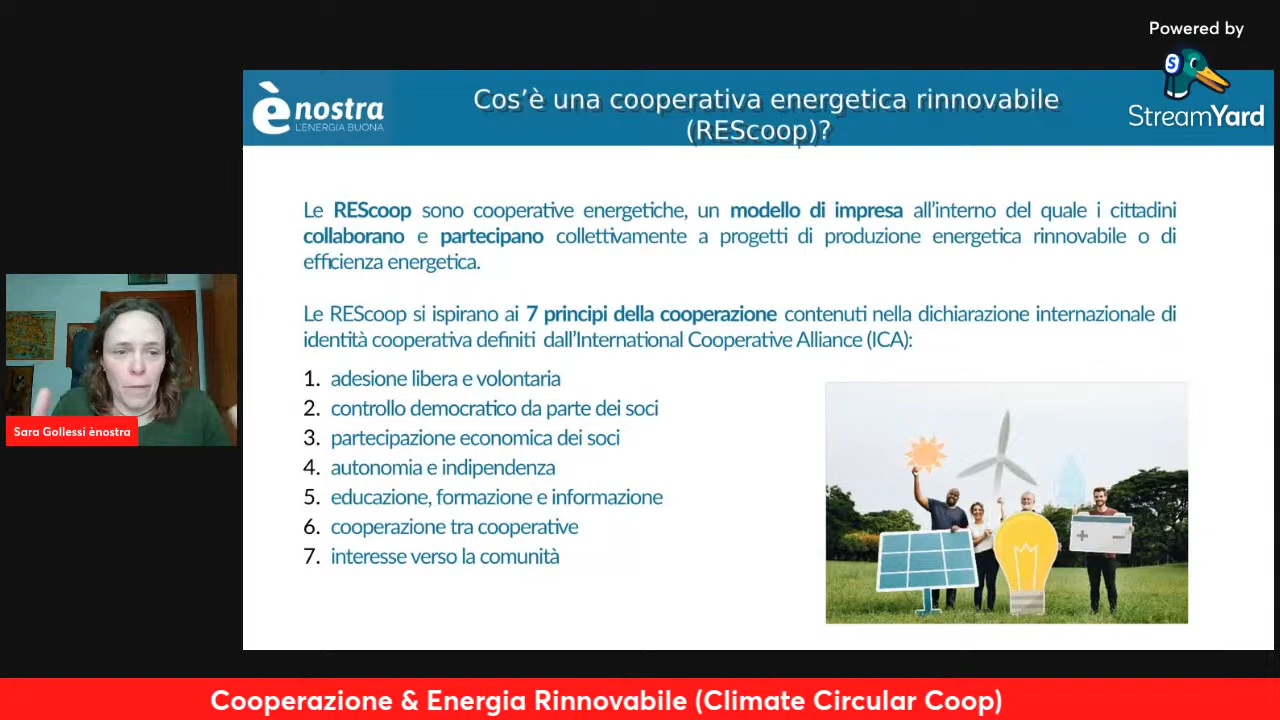 Powered by
StreamYard
ènostra
L'ENERGIA BUONA
Cos'è una cooperativa energetica rinnovabile
(REScoop)?
Le REScoop sono cooperative energetiche, un modello di impresa all'interno del quale i cittadini
collaborano e partecipano collettivamente a progetti di produzione energetica rinnovabile o di
efficienza energetica.
Le REScoop si ispirano ai 7 principi della cooperazione contenuti nella dichiarazione internazionale di
identità cooperativa definiti dall'International Cooperative Alliance (ICA):
1. adesione libera e volontaria
2. controllo democratico da parte dei soci
3. partecipazione economica dei soci
4. autonomia e indipendenza
5. educazione, formazione e informazione
6. cooperazione tra cooperative
7. interesse verso la comunità
Sara Gollessi ènostra
Cooperazione & Energia Rinnovabile (Climate Circular Coop)